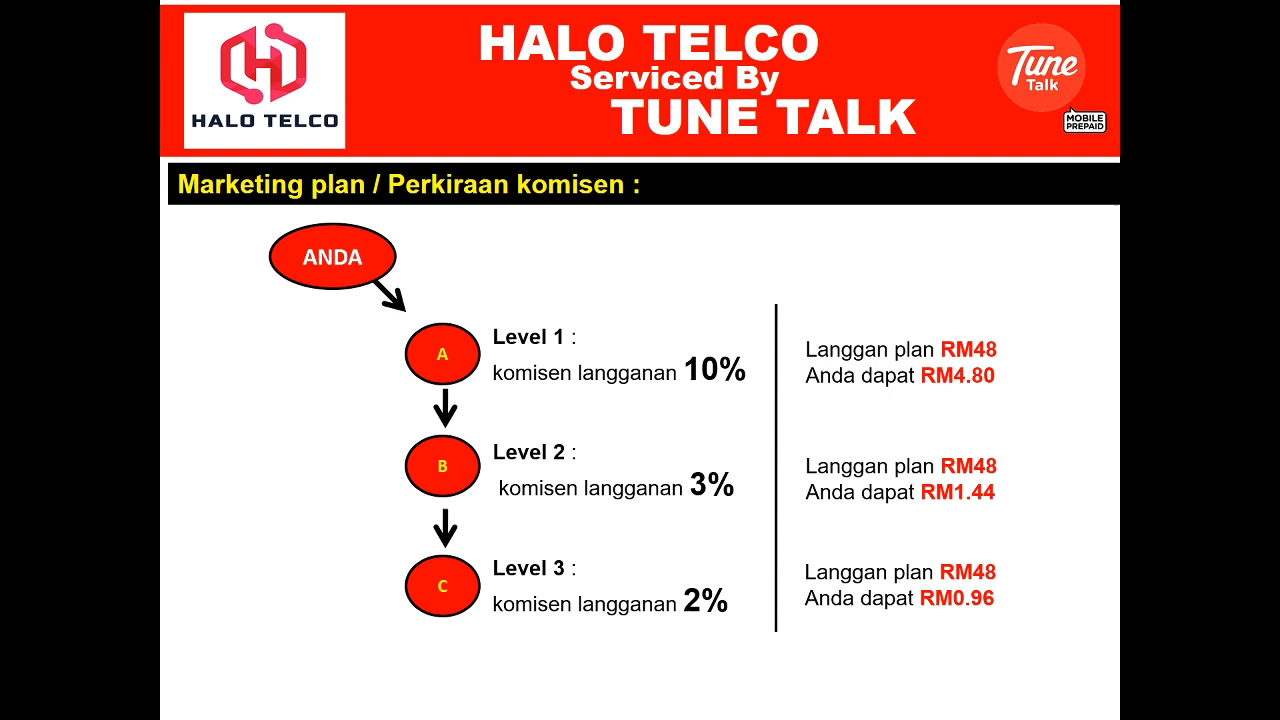 HALO TELCO
HALO TELCO
Serviced By
TUNE TALK
Tune
Talk
MOBILE
PREPAID
Marketing plan / Perkiraan komisen :
ANDA
A
Level 1 :
komisen langganan 10%
Langgan plan RM48
Anda dapat RM4.80
B
Level 2 :
komisen langganan 3%
Langgan plan RM48
Anda dapat RM1.44
C
Level 3 :
komisen langganan 2%
Langgan plan RM48
Anda dapat RM0.96